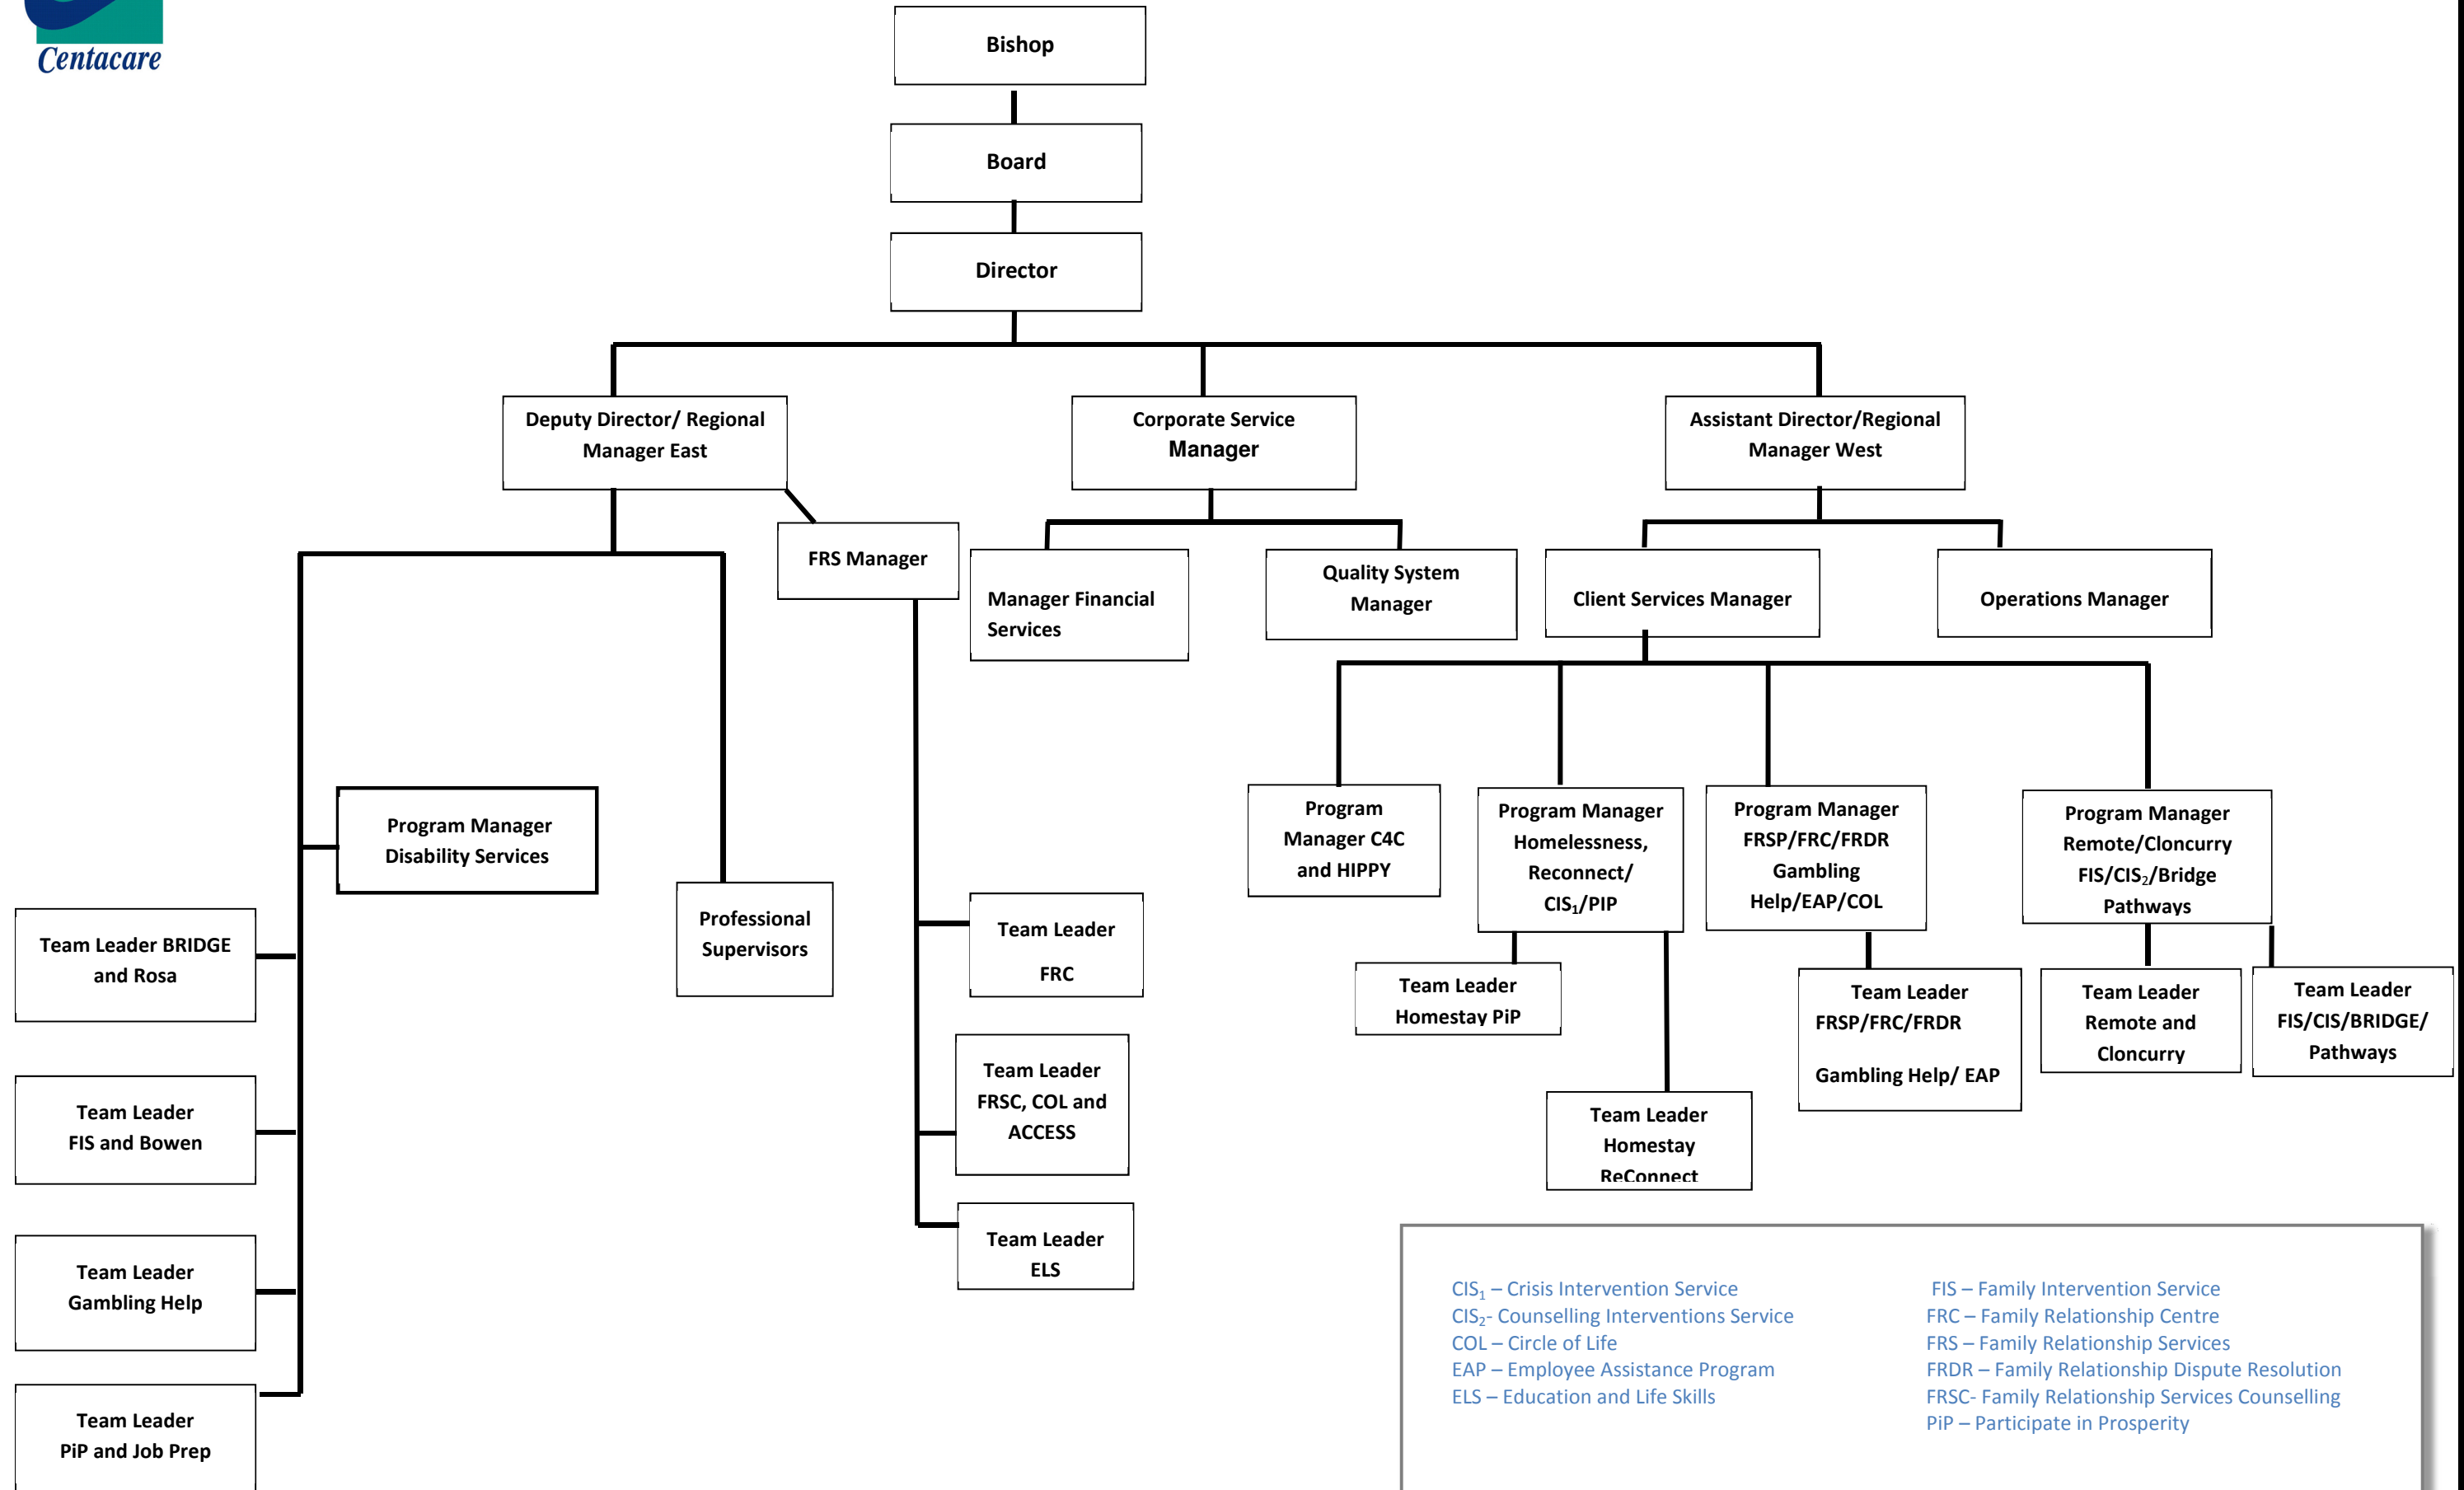 Centacare
Bishop
Board
Director
Deputy Director/ Regional
Manager East
Corporate Service
Manager
Assistant Director/Regional
Manager West
FRS Manager
Manager Financial
Services
Quality System
Manager
Client Services Manager
Operations Manager
Program Manager
Disability Services
Professional
Supervisors
Team Leader BRIDGE
and Rosa
Team Leader
FIS and Bowen
Team Leader
Gambling Help
Team Leader
PiP and Job Prep
Team Leader
FRC
Team Leader
FRSC, COL and
ACCESS
Team Leader
ELS
Program
Manager C4C
and HIPPY
Program Manager
Homelessness,
Reconnect/
CIS₁/PIP
Program Manager
FRSP/FRC/FRDR
Gambling
Help/EAP/COL
Program Manager
Remote/Cloncurry
FIS/CIS₂/Bridge
Pathways
Team Leader
Homestay PiP
Team Leader
Homestay
ReConnect
Team Leader
FRSP/FRC/FRDR
Gambling Help/ EAP
Team Leader
Remote and
Cloncurry
Team Leader
FIS/CIS/BRIDGE/
Pathways
CIS₁ – Crisis Intervention Service
CIS₂- Counselling Interventions Service
COL – Circle of Life
EAP – Employee Assistance Program
ELS – Education and Life Skills
FIS – Family Intervention Service
FRC – Family Relationship Centre
FRS – Family Relationship Services
FRDR – Family Relationship Dispute Resolution
FRSC- Family Relationship Services Counselling
PiP – Participate in Prosperity